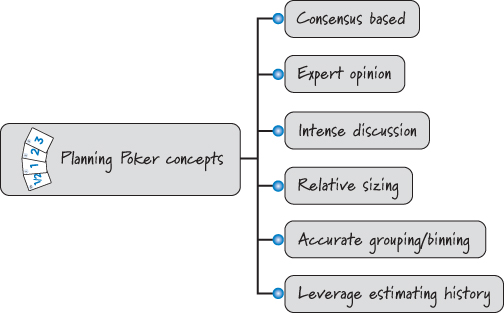 Planning Poker concepts
½ 1 2 3
Consensus based
Expert opinion
Intense discussion
Relative sizing
Accurate grouping/binning
Leverage estimating history